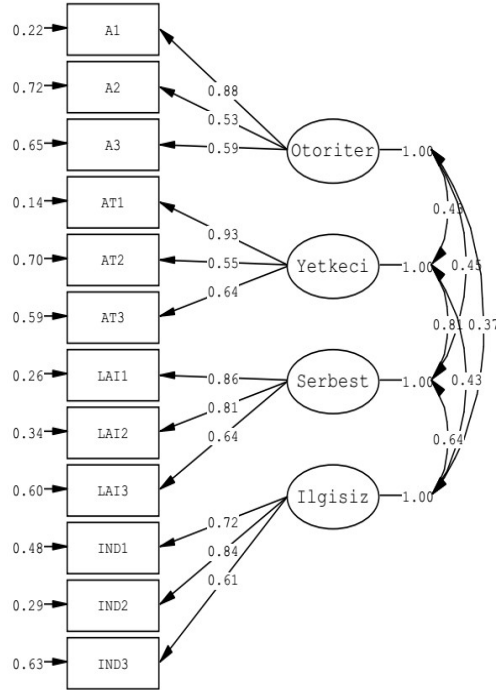 0.22 A1
0.72 A2
0.88
0.53
0.65 A3
0.59
Otoriter 1.00
0.14 AT1
0.93
0.70 AT2
0.55
Yetkeci 1.00
0.45
0.64
0.59 AT3
0.81 0.37
0.26 LAI1
0.86
Serbest 1.00
0.43
0.81
0.34 LAI2
0.64
0.64
0.60 LAI3
Ilgisiz 1.00
0.72
0.48 IND1
0.84
0.61
0.29 IND2
0.63 IND3